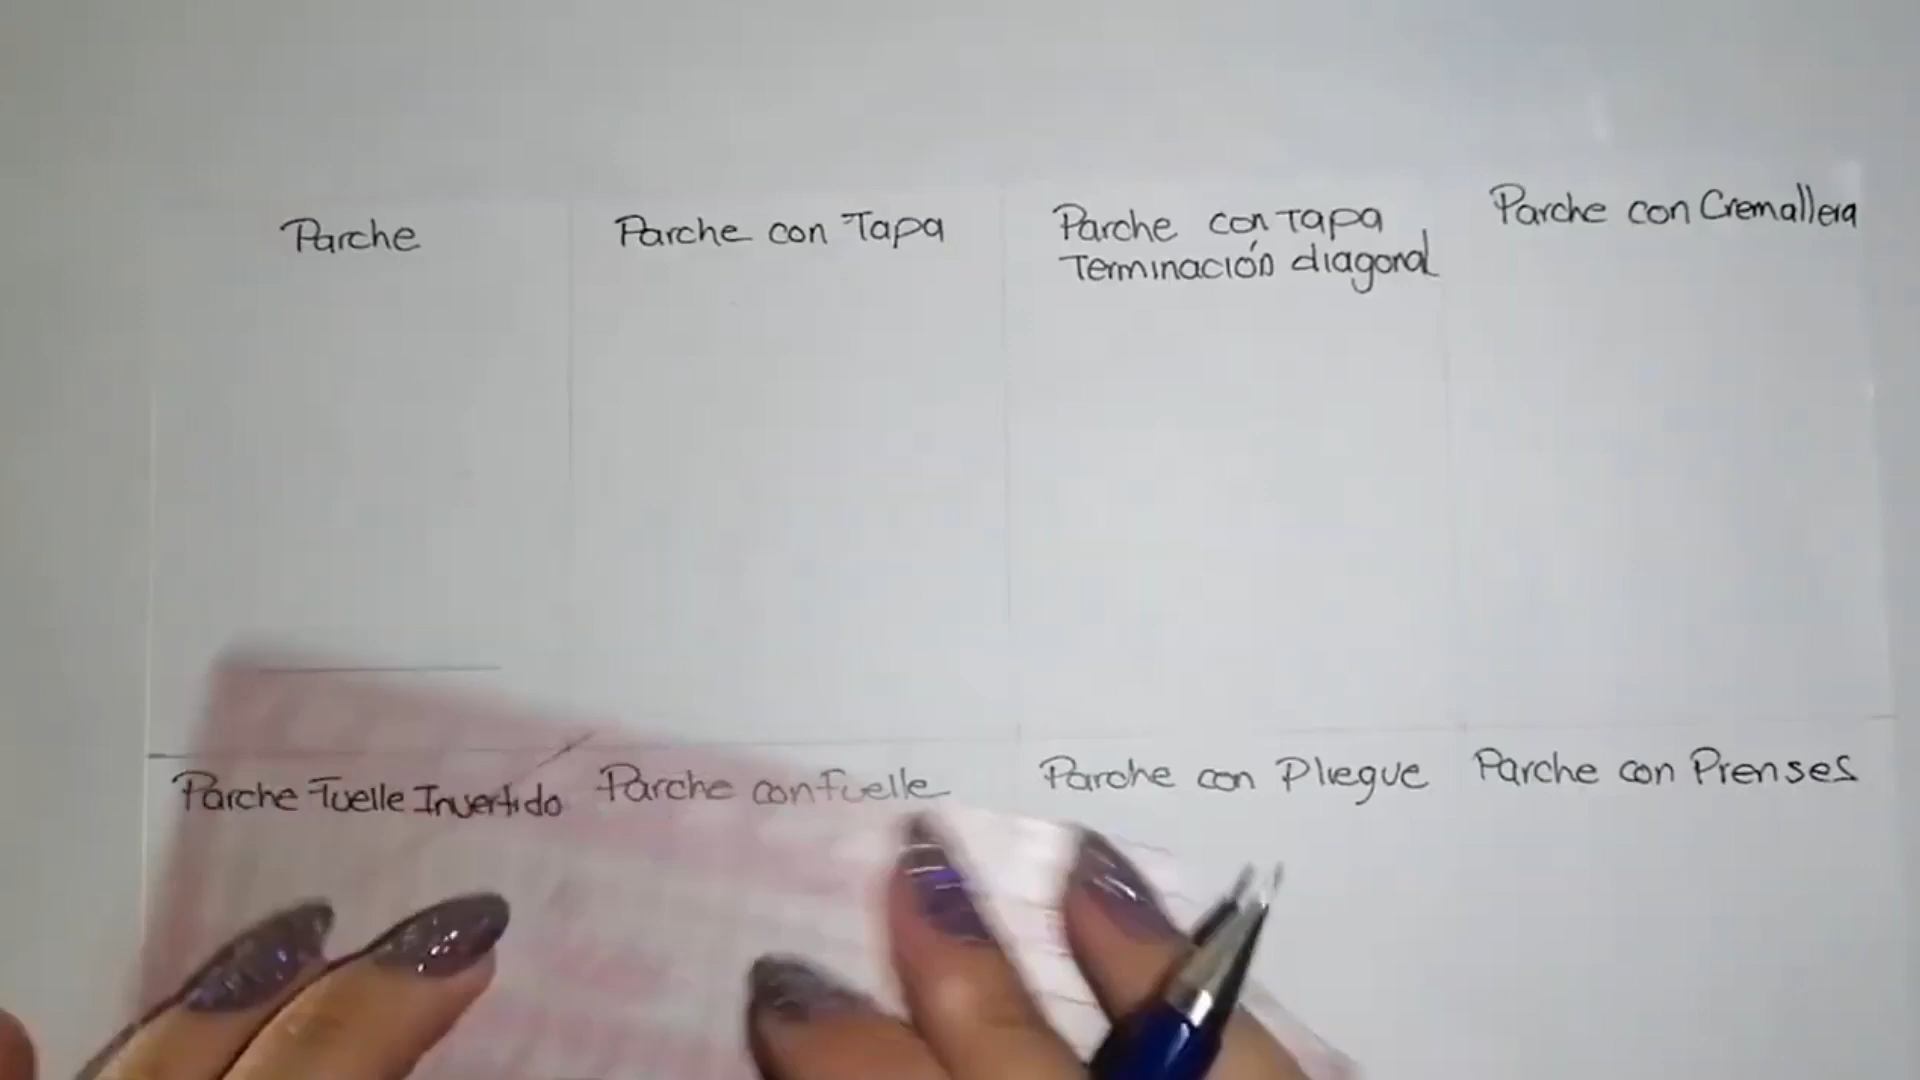 Parche
Parche con Tapa
Parche con Tapa
Terminación diagonal
Parche con Cremallera
Parche Fuelle Invertido
Parche con Fuelle
Parche con Pliegue
Parche con Prenses